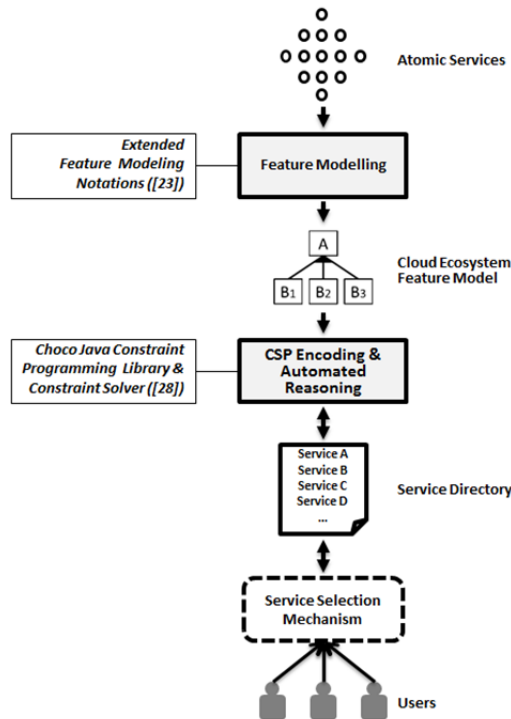 Atomic Services
Extended
Feature Modeling
Notations ([23])
Feature Modelling
A
B1 B2 B3
Cloud Ecosystem
Feature Model
Choco Java Constraint
Programming Library &
Constraint Solver ([28])
CSP Encoding &
Automated
Reasoning
Service A
Service B
Service C
Service D
...
Service Directory
Service Selection
Mechanism
Users